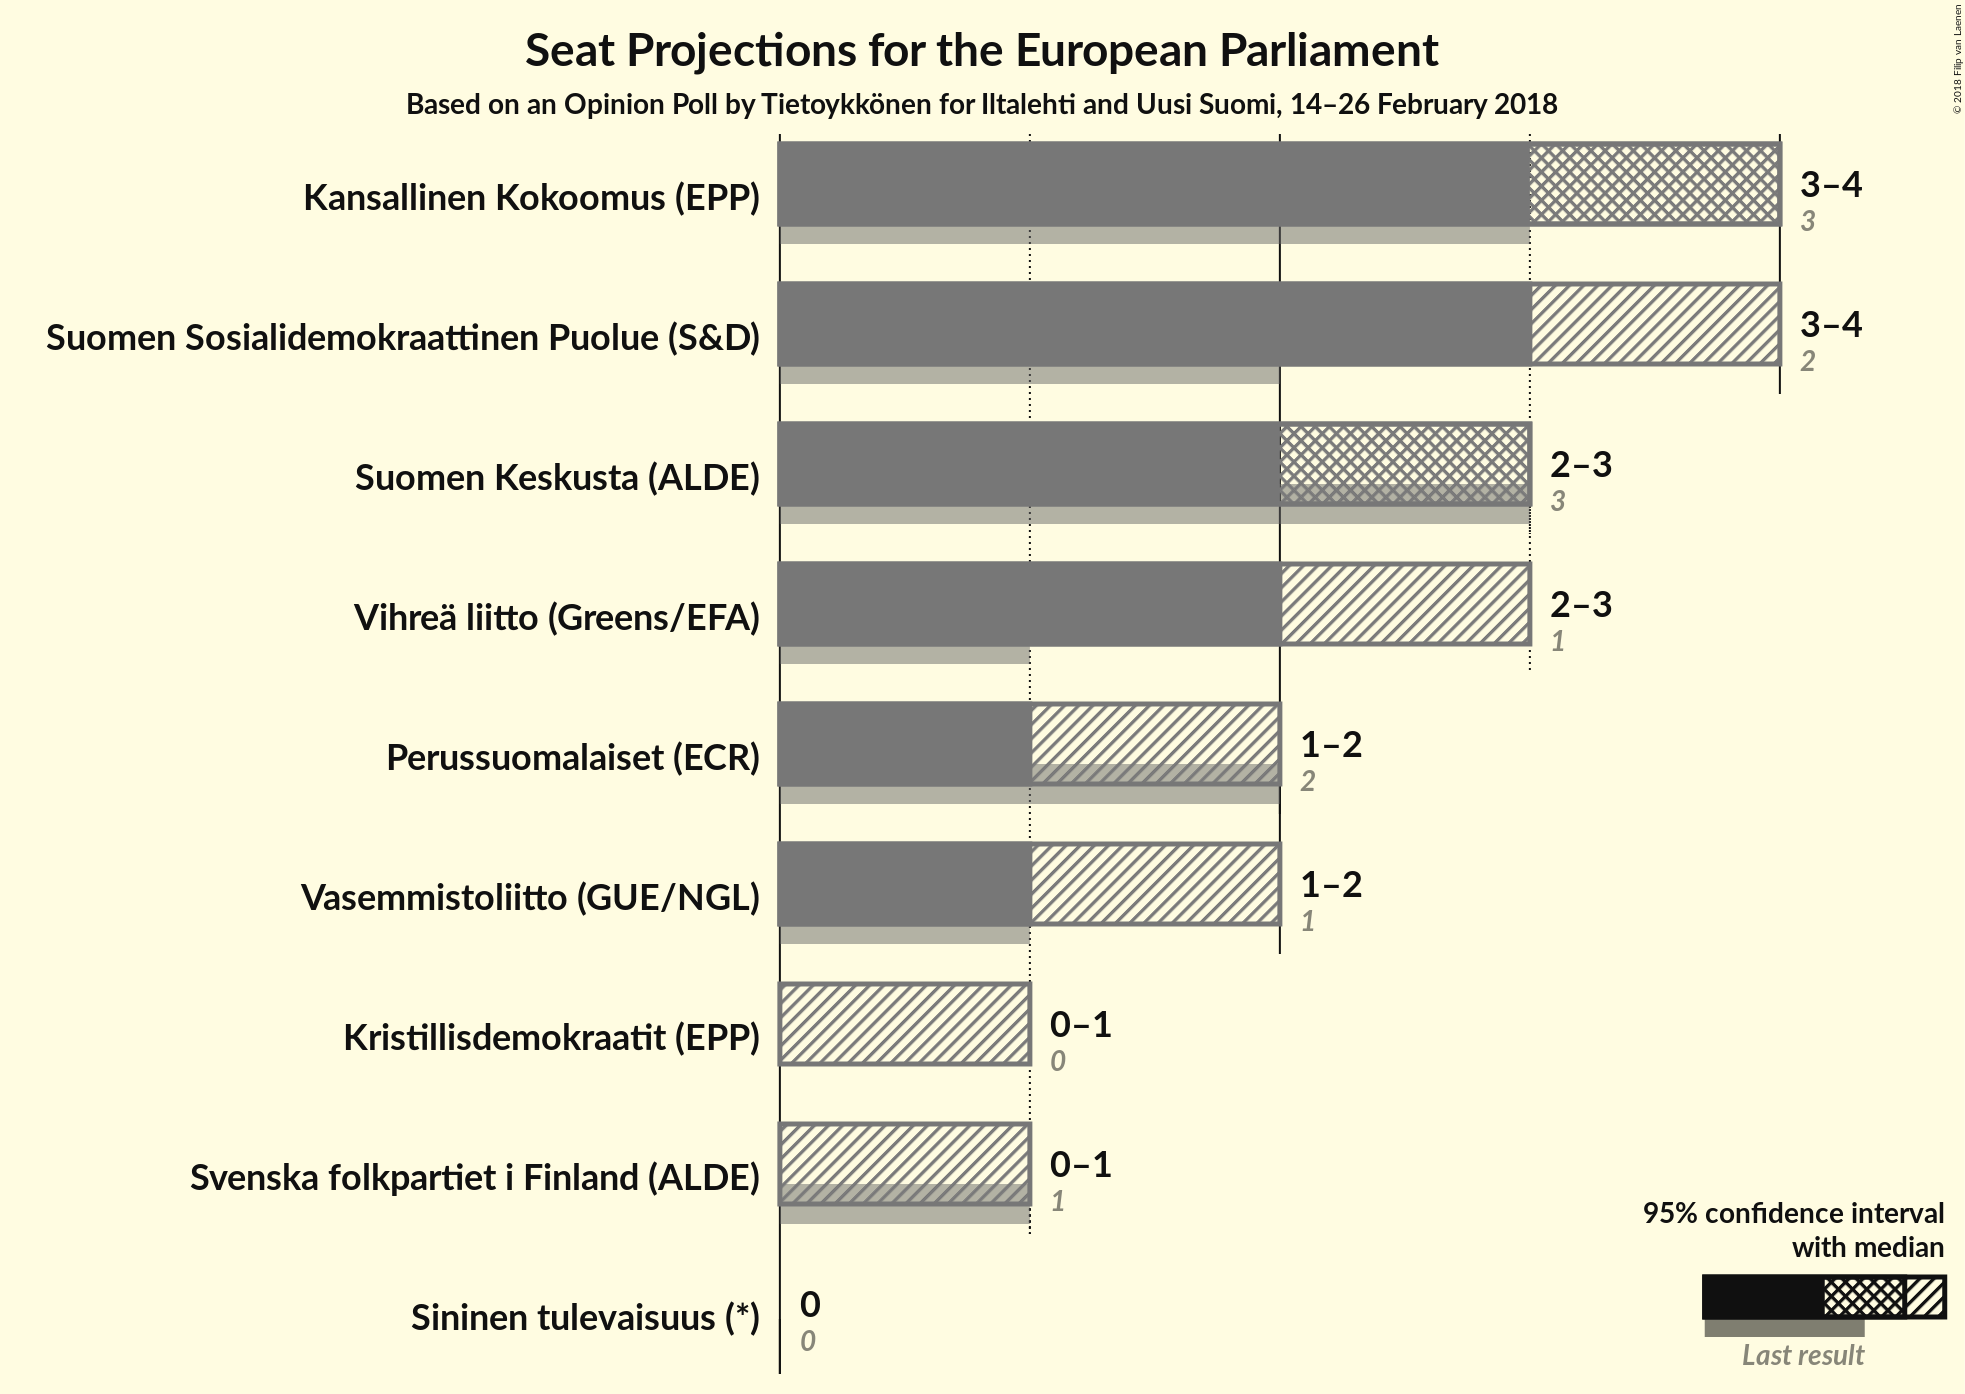 Seat Projections for the European Parliament
Based on an Opinion Poll by Tietoykkönen for Iltalehti and Uusi Suomi, 14–26 February 2018
© 2018 Filip van Laenen
Kansallinen Kokoomus (EPP)
3–4
3
Suomen Sosialidemokraattinen Puolue (S&D)
3–4
2
Suomen Keskusta (ALDE)
2–3
3
Vihreä liitto (Greens/EFA)
2–3
1
Perussuomalaiset (ECR)
1–2
2
Vasemmistoliitto (GUE/NGL)
1–2
1
Kristillisdemokraatit (EPP)
0–1
0
Svenska folkpartiet i Finland (ALDE)
0–1
1
Sininen tulevaisuus (*)
0
0
95% confidence interval
with median
Last result